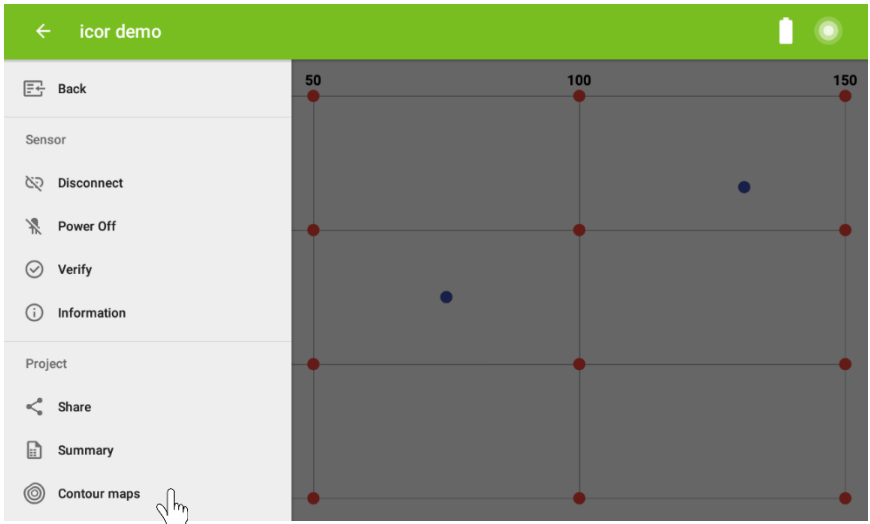 icor demo
Back
50 100 150
Sensor
Disconnect
Power Off
Verify
Information
Project
Share
Summary
Contour maps